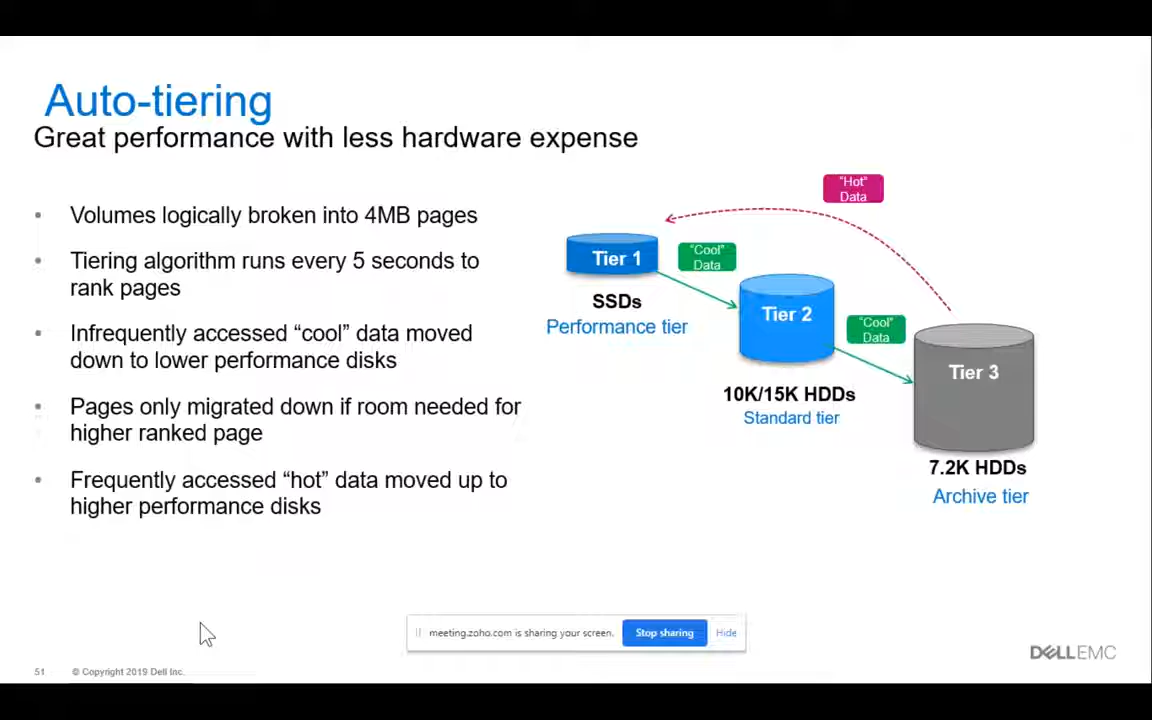 Auto-tiering
Great performance with less hardware expense
• Volumes logically broken into 4MB pages
• Tiering algorithm runs every 5 seconds to
rank pages
• Infrequently accessed “cool” data moved
down to lower performance disks
• Pages only migrated down if room needed for
higher ranked page
• Frequently accessed “hot” data moved up to
higher performance disks
"Hot"
Data
Tier 1
"Cool"
Data
SSDs
Performance tier
Tier 2
"Cool"
Data
10K/15K HDDs
Standard tier
Tier 3
7.2K HDDs
Archive tier
meeting.zoho.com is sharing your screen.
Stop sharing
Hide
DELLEMC
51
© Copyright 2019 Dell Inc.